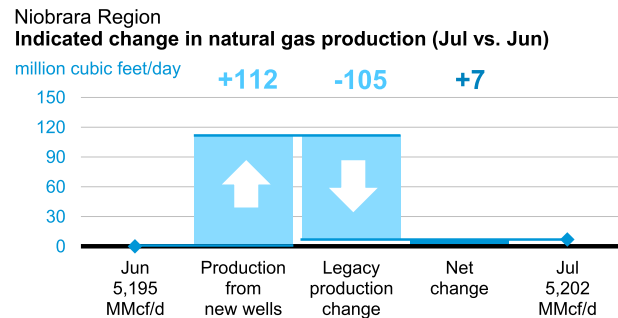 Niobrara Region
Indicated change in natural gas production (Jul vs. Jun)
million cubic feet/day
+112 -105 +7
150
120
90
60
30
0
Jun
5,195
MMcf/d
Production
from
new wells
Legacy
production
change
Net
change
Jul
5,202
MMcf/d